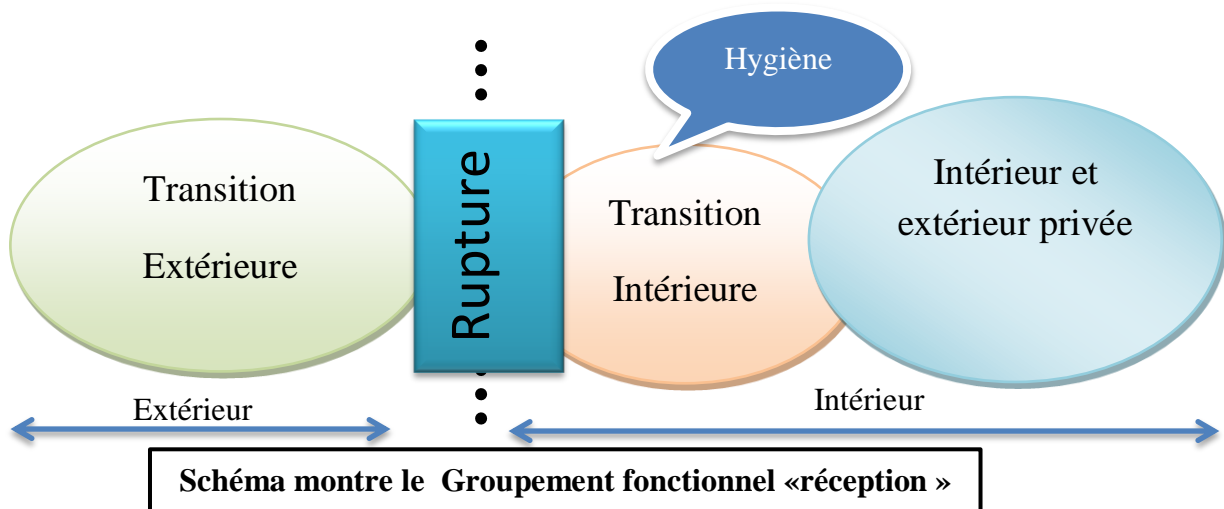 Hygiène
Transition
Extérieure
Rupture
Transition
Intérieure
Intérieur et
extérieur privée
Extérieur
Intérieur
Schéma montre le Groupement fonctionnel «réception »